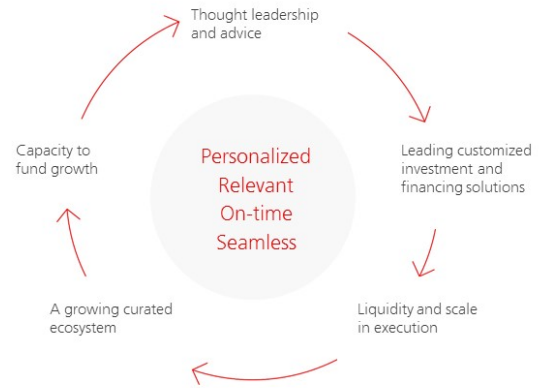 Thought leadership
and advice
Leading customized
investment and
financing solutions
Liquidity and scale
in execution
A growing curated
ecosystem
Capacity to
fund growth
Personalized
Relevant
On-time
Seamless